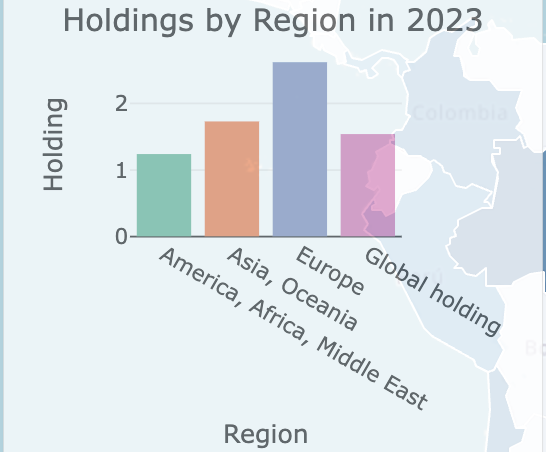 Holdings by Region in 2023
Holding
2
1
0
Colombia
America, Africa, Middle East
Asia, Oceania
Europe
Global holding
Region